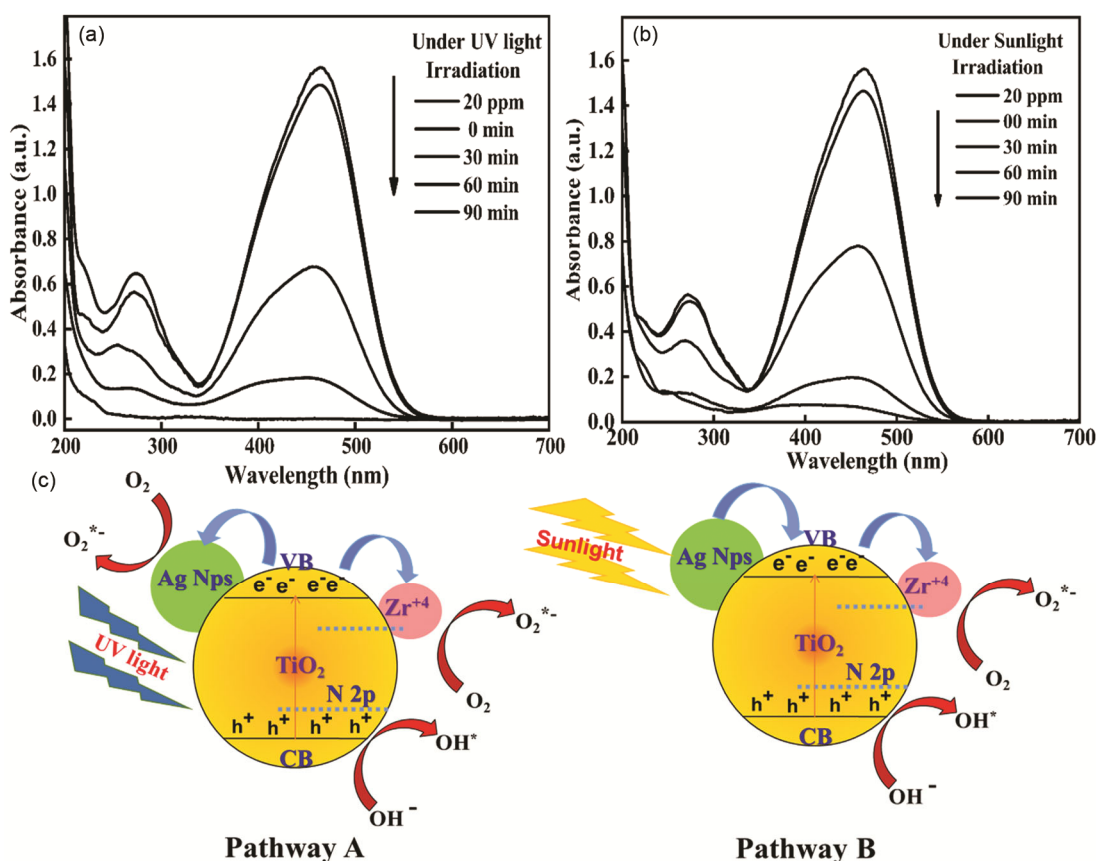 (a)
Under UV light
Irradiation
20 ppm
0 min
30 min
60 min
90 min
Absorbance (a.u.)
1.6
1.4
1.2
1.0
0.8
0.6
0.4
0.2
0.0
200 300 400 500 600 700
Wavelength (nm)
(b)
Under Sunlight
Irradiation
20 ppm
00 min
30 min
60 min
90 min
Absorbance (a.u.)
1.6
1.4
1.2
1.0
0.8
0.6
0.4
0.2
0.0
200 300 400 500 600 700
Wavelength (nm)
(c)
O₂
O₂*-
Ag Nps
VB
e- e- e-e-
Zr+4
O₂*-
UV light
TiO₂
N 2p
O₂
h+ h+ h+ h+
OH*
CB
OH -
Pathway A
Sunlight
Ag Nps
VB
e- e- e-e-
Zr+4
O₂*-
TiO₂
N 2p
O₂
h+ h+ h+ h+
OH*
CB
OH -
Pathway B